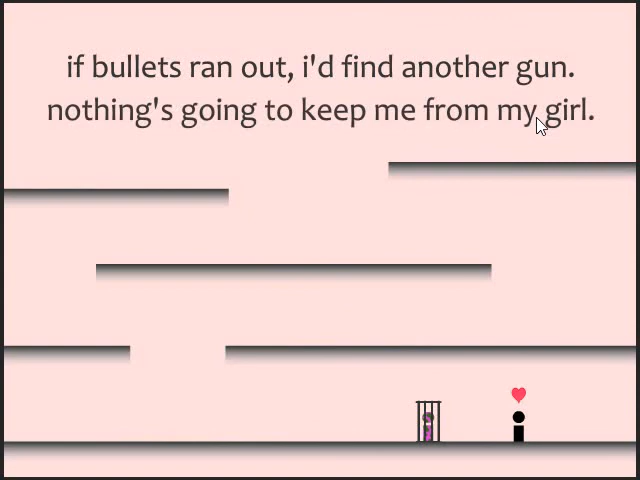 if bullets ran out, i'd find another gun.
nothing's going to keep me from my girl.